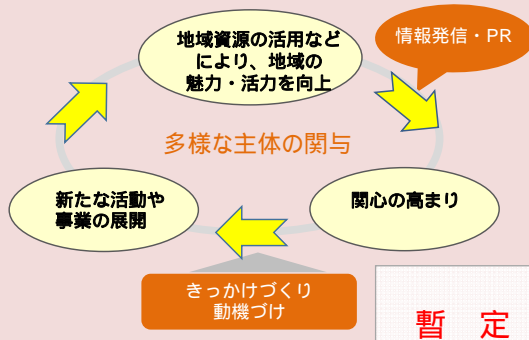 地域資源の活用など
により、地域の
魅力・活力を向上
情報発信・PR
多様な主体の関与
新たな活動や
事業の展開
関心の高まり
きっかけづくり
動機づけ
暫 定